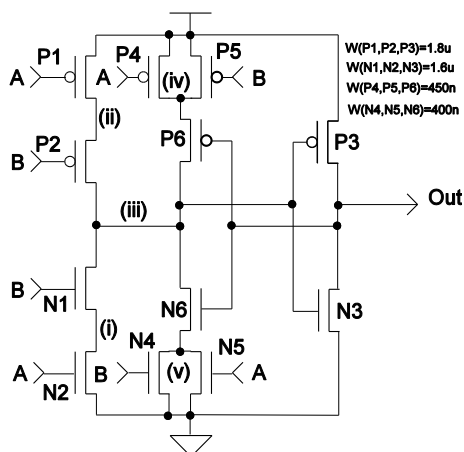 P1 P4 P5
A A (iv) B
W(P1,P2,P3)=1.8u
W(N1,N2,N3)=1.6u
W(P4,P5,P6)=450n
W(N4,N5,N6)=400n
(ii)
P2 P6 P3
B
(iii) Out
B N1 N6 N3
(i) N4 N5
A N2 B (v) A